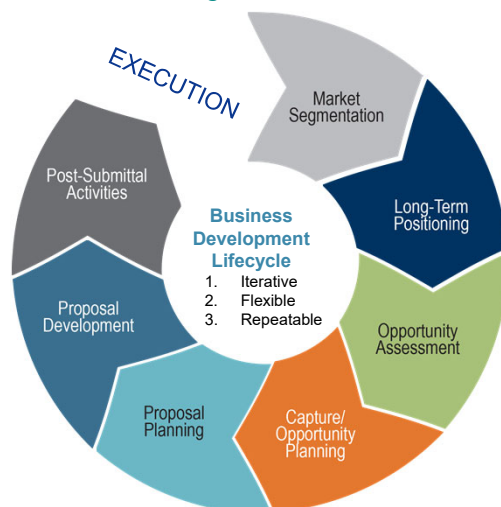 EXECUTION
Market
Segmentation
Long-Term
Positioning
Opportunity
Assessment
Capture/
Opportunity
Planning
Proposal
Planning
Proposal
Development
Post-Submittal
Activities
Business
Development
Lifecycle
1. Iterative
2. Flexible
3. Repeatable